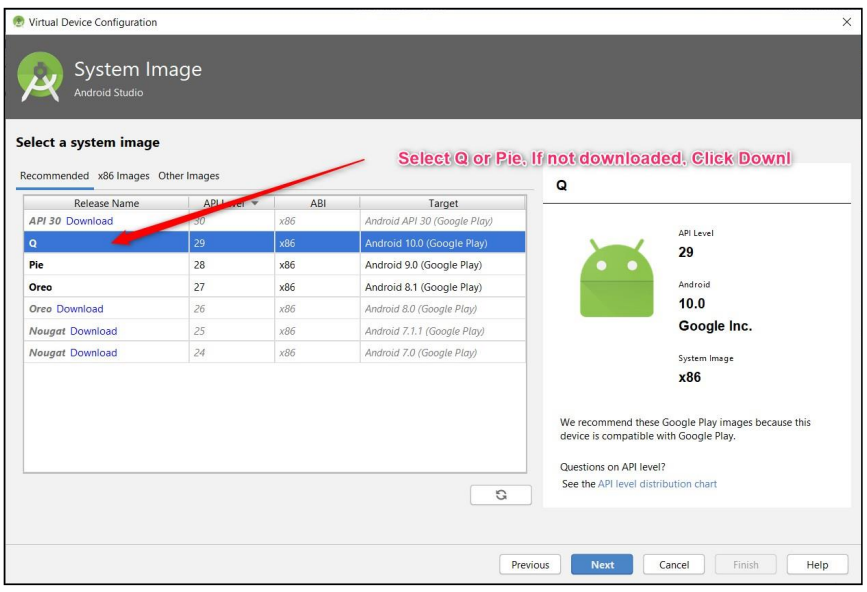 Virtual Device Configuration
System Image
Android Studio
Select a system image
Select Q or Pie, If not downloaded, Click Downl
Recommended x86 Images Other Images
Release Name API Level ABI Target
API 30 Download 30 x86 Android API 30 (Google Play)
Q 29 x86 Android 10.0 (Google Play)
Pie 28 x86 Android 9.0 (Google Play)
Oreo 27 x86 Android 8.1 (Google Play)
Oreo Download 26 x86 Android 8.0 (Google Play)
Nougat Download 25 x86 Android 7.1.1 (Google Play)
Nougat Download 24 x86 Android 7.0 (Google Play)
Q
API Level
29
Android
10.0
Google Inc.
System Image
x86
We recommend these Google Play images because this
device is compatible with Google Play.
Questions on API level?
See the API level distribution chart
Previous Next Cancel Finish Help